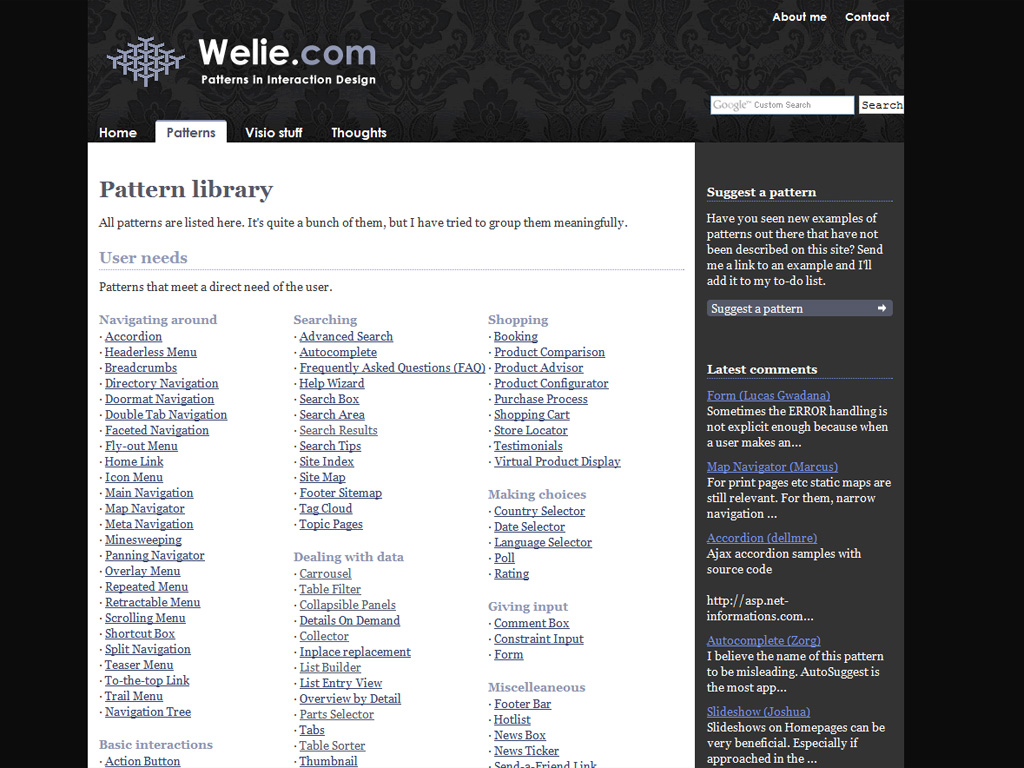 About me Contact
Welie.com
Patterns in Interaction Design
Google™ Custom Search Search
Home Patterns Visio stuff Thoughts
Pattern library
All patterns are listed here. It's quite a bunch of them, but I have tried to group them meaningfully.
User needs
Patterns that meet a direct need of the user.
Navigating around
· Accordion
· Headerless Menu
· Breadcrumbs
· Directory Navigation
· Doormat Navigation
· Double Tab Navigation
· Faceted Navigation
· Fly-out Menu
· Home Link
· Icon Menu
· Main Navigation
· Map Navigator
· Meta Navigation
· Minesweeping
· Panning Navigator
· Overlay Menu
· Repeated Menu
· Retractable Menu
· Scrolling Menu
· Shortcut Box
· Split Navigation
· Teaser Menu
· To-the-top Link
· Trail Menu
· Navigation Tree
Basic interactions
· Action Button
Searching
· Advanced Search
· Autocomplete
· Frequently Asked Questions (FAQ)
· Help Wizard
· Search Box
· Search Area
· Search Results
· Search Tips
· Site Index
· Site Map
· Footer Sitemap
· Tag Cloud
· Topic Pages
Dealing with data
· Carrousel
· Table Filter
· Collapsible Panels
· Details On Demand
· Collector
· Inplace replacement
· List Builder
· List Entry View
· Overview by Detail
· Parts Selector
· Tabs
· Table Sorter
· Thumbnail
Shopping
· Booking
· Product Comparison
· Product Advisor
· Product Configurator
· Purchase Process
· Shopping Cart
· Store Locator
· Testimonials
· Virtual Product Display
Making choices
· Country Selector
· Date Selector
· Language Selector
· Poll
· Rating
Giving input
· Comment Box
· Constraint Input
· Form
Miscelleaneous
· Footer Bar
· Hotlist
· News Box
· News Ticker
· Send-a-Friend Link
Suggest a pattern
Have you seen new examples of
patterns out there that have not
been described on this site? Send
me a link to an example and I'll
add it to my to-do list.
Suggest a pattern
Latest comments
Form (Lucas Gwadana)
Sometimes the ERROR handling is
not explicit enough because when
a user makes an...
Map Navigator (Marcus)
For print pages etc static maps are
still relevant. For them, narrow
navigation ...
Accordion (dellmre)
Ajax accordion samples with
source code
http://asp.net-
informations.com...
Autocomplete (Zorg)
I believe the name of this pattern
to be misleading. AutoSuggest is
the most app...
Slideshow (Joshua)
Slideshows on Homepages can be
very beneficial. Especially if
approached in the ...